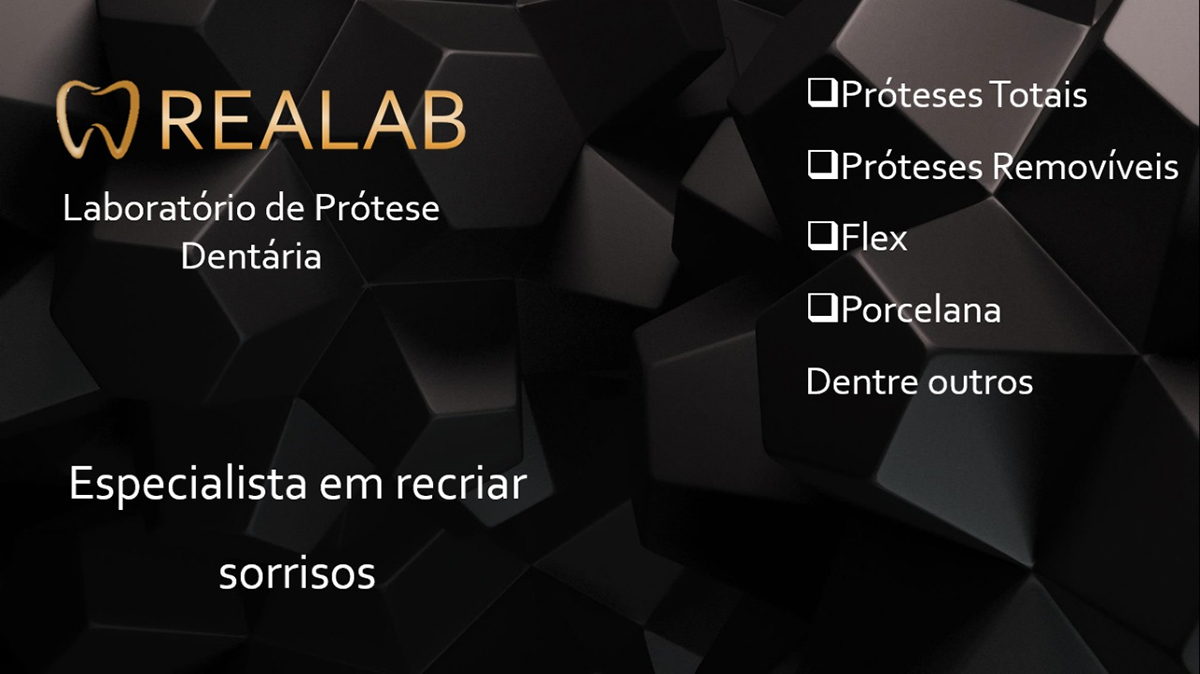 REALAB
Laboratório de Prótese
Dentária
Especialista em recriar
sorrisos
❑Próteses Totais
❑Próteses Removíveis
❑Flex
❑Porcelana
Dentre outros